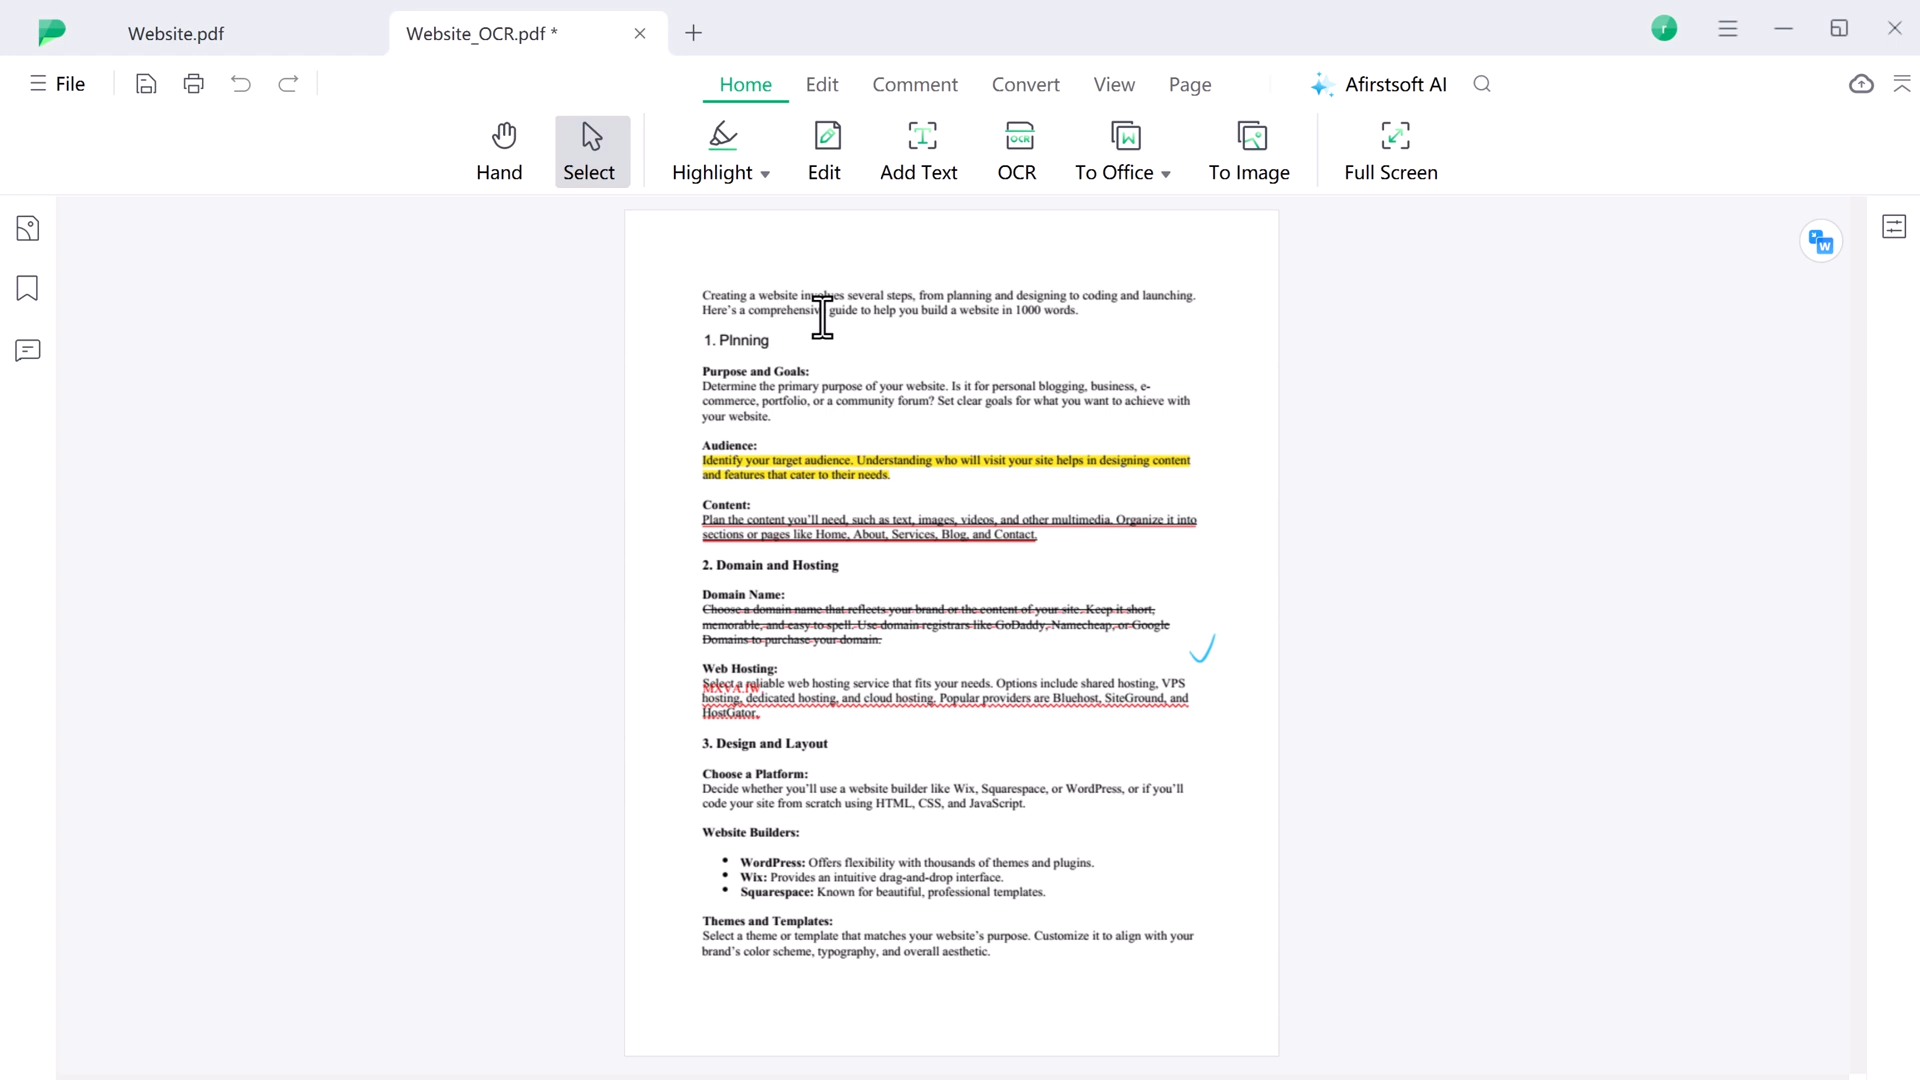 Website.pdf
Website_OCR.pdf *
r
File
Home
Edit
Comment
Convert
View
Page
Afirstsoft AI
Hand
Select
Highlight
Edit
Add Text
OCR
To Office
To Image
Full Screen
Creating a website involves several steps, from planning and designing to coding and launching.
Here's a comprehensive guide to help you build a website in 1000 words.
1. Plnning
Purpose and Goals:
Determine the primary purpose of your website. Is it for personal blogging, business, e-
commerce, portfolio, or a community forum? Set clear goals for what you want to achieve with
your website.
Audience:
Identify your target audience. Understanding who will visit your site helps in designing content
and features that cater to their needs.
Content:
Plan the content you'll need, such as text, images, videos, and other multimedia. Organize it into
sections or pages like Home, About, Services, Blog, and Contact.
2. Domain and Hosting
Domain Name:
Choose a domain name that reflects your brand or the content of your site. Keep it short,
memorable, and easy to spell. Use domain registrars like GoDaddy, Namecheap, or Google
Domains to purchase your domain.
Web Hosting:
Select a reliable web hosting service that fits your needs. Options include shared hosting, VPS
hosting, dedicated hosting, and cloud hosting. Popular providers are Bluehost, SiteGround, and
HostGator.
3. Design and Layout
Choose a Platform:
Decide whether you'll use a website builder like Wix, Squarespace, or WordPress, or if you'll
code your site from scratch using HTML, CSS, and JavaScript.
Website Builders:
• WordPress: Offers flexibility with thousands of themes and plugins.
• Wix: Provides an intuitive drag-and-drop interface.
• Squarespace: Known for beautiful, professional templates.
Themes and Templates:
Select a theme or template that matches your website's purpose. Customize it to align with your
brand's color scheme, typography, and overall aesthetic.